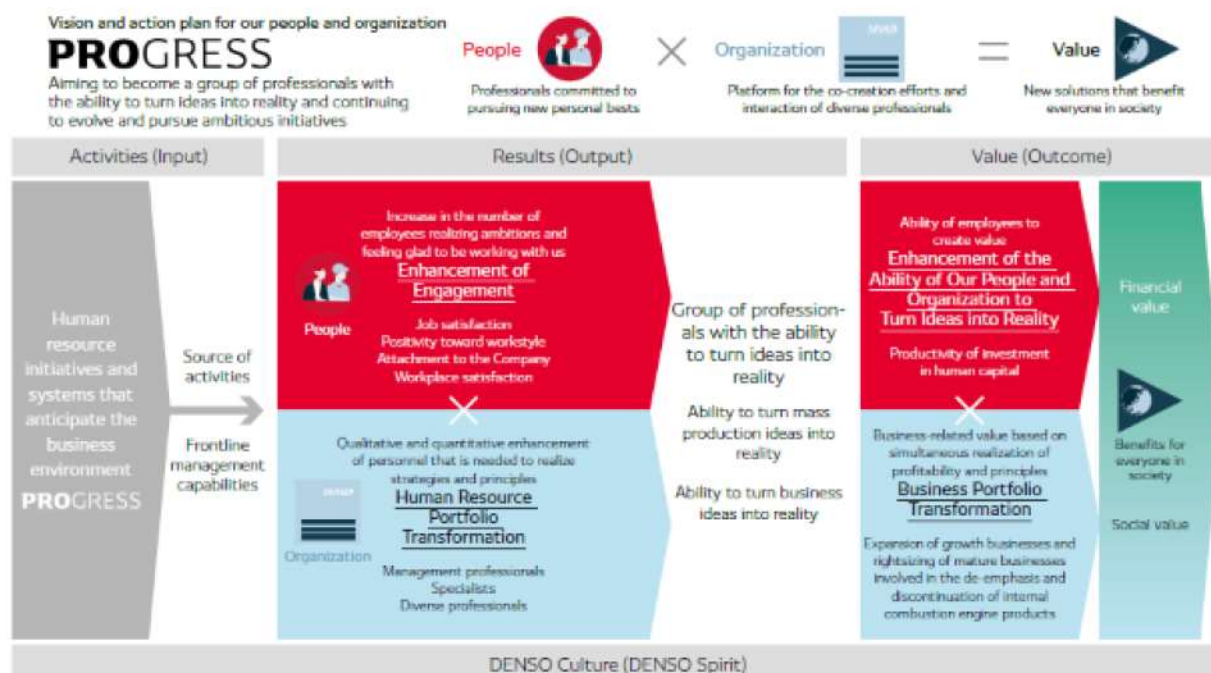 Vision and action plan for our people and organization
PROGRESS
Aiming to become a group of professionals with
the ability to turn ideas into reality and continuing
to evolve and pursue ambitious initiatives
People
Professionals committed to
pursuing new personal bests
×
Organization
DENSO
Platform for the co-creation efforts and
interaction of diverse professionals
=
Value
New solutions that benefit
everyone in society
Activities (Input)
Results (Output)
Value (Outcome)
Human
resource
initiatives and
systems that
anticipate the
business
environment
PROGRESS
Source of
activities
Frontline
management
capabilities
Increase in the number of
employees realizing ambitions and
feeling glad to be working with us
Enhancement of
Engagement
People
Job satisfaction
Positivity toward workstyle
Attachment to the Company
Workplace satisfaction
×
Qualitative and quantitative enhancement
of personnel that is needed to realize
strategies and principles
DENSO
Human Resource
Portfolio
Transformation
Organization
Management professionals
Specialists
Diverse professionals
Group of profession-
als with the ability
to turn ideas into
reality
Ability to turn mass
production ideas into
reality
Ability to turn business
ideas into reality
Ability of employees to
create value
Enhancement of the
Ability of Our People and
Organization to
Turn Ideas into Reality
Productivity of investment
in human capital
×
Business-related value based on
simultaneous realization of
profitability and principles
Business Portfolio
Transformation
Expansion of growth businesses and
rightsizing of mature businesses
involved in the de-emphasis and
discontinuation of internal
combustion engine products
Financial
value
Benefits for
everyone in
society
Social value
DENSO Culture (DENSO Spirit)